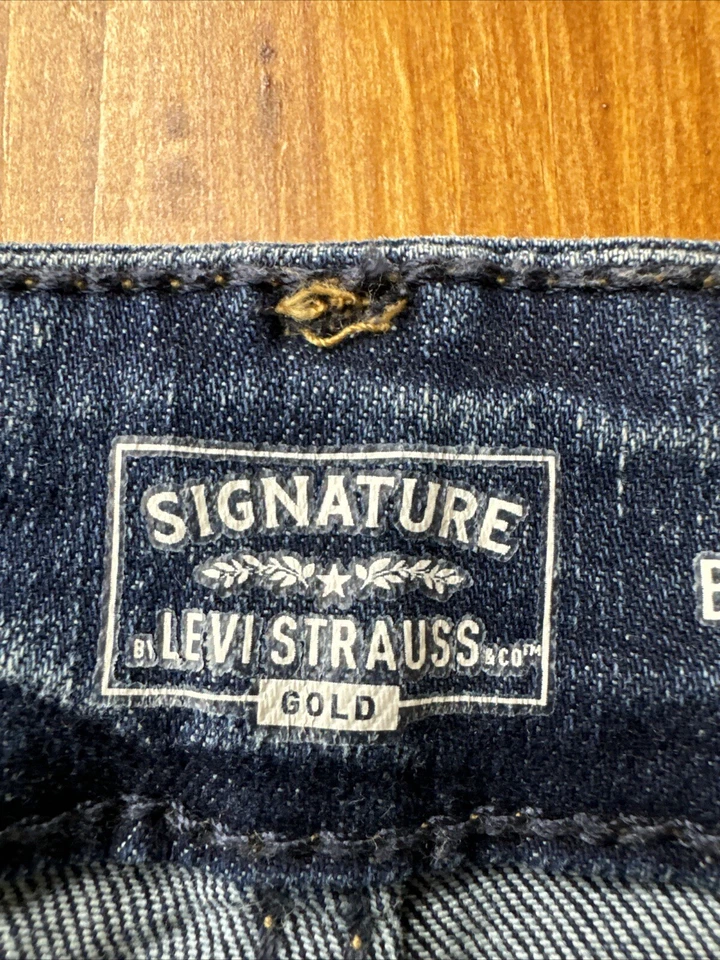 SIGNATURE
BY LEVI STRAUSS & CO™
GOLD